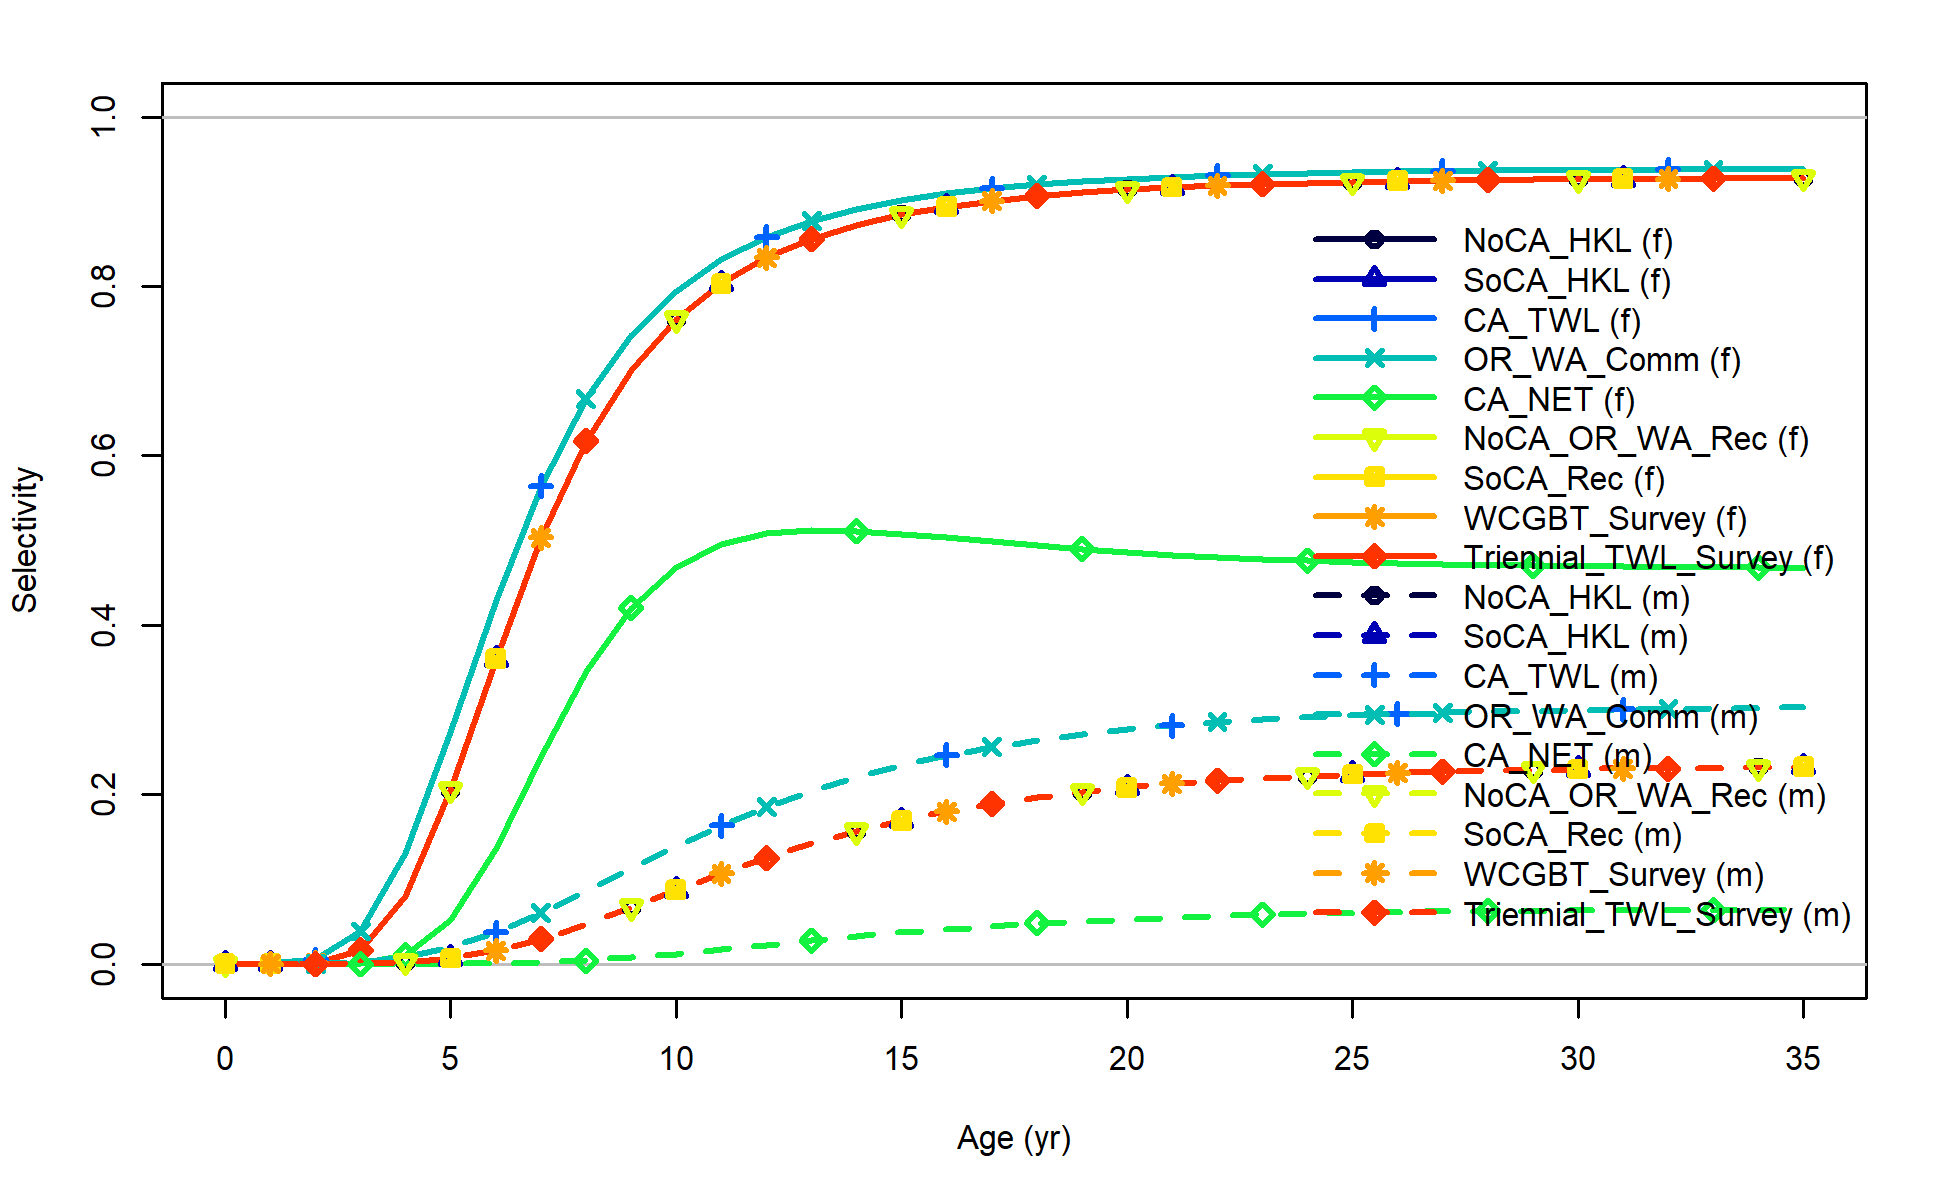 1.0
0.8
0.6
0.4
0.2
0.0
Selectivity
NoCA_HKL (f)
SoCA_HKL (f)
CA_TWL (f)
OR_WA_Comm (f)
CA_NET (f)
NoCA_OR_WA_Rec (f)
SoCA_Rec (f)
WCGBT_Survey (f)
Triennial_TWL_Survey (f)
NoCA_HKL (m)
SoCA_HKL (m)
CA_TWL (m)
OR_WA_Comm (m)
CA_NET (m)
NoCA_OR_WA_Rec (m)
SoCA_Rec (m)
WCGBT_Survey (m)
Triennial_TWL_Survey (m)
0 5 10 15 20 25 30 35
Age (yr)